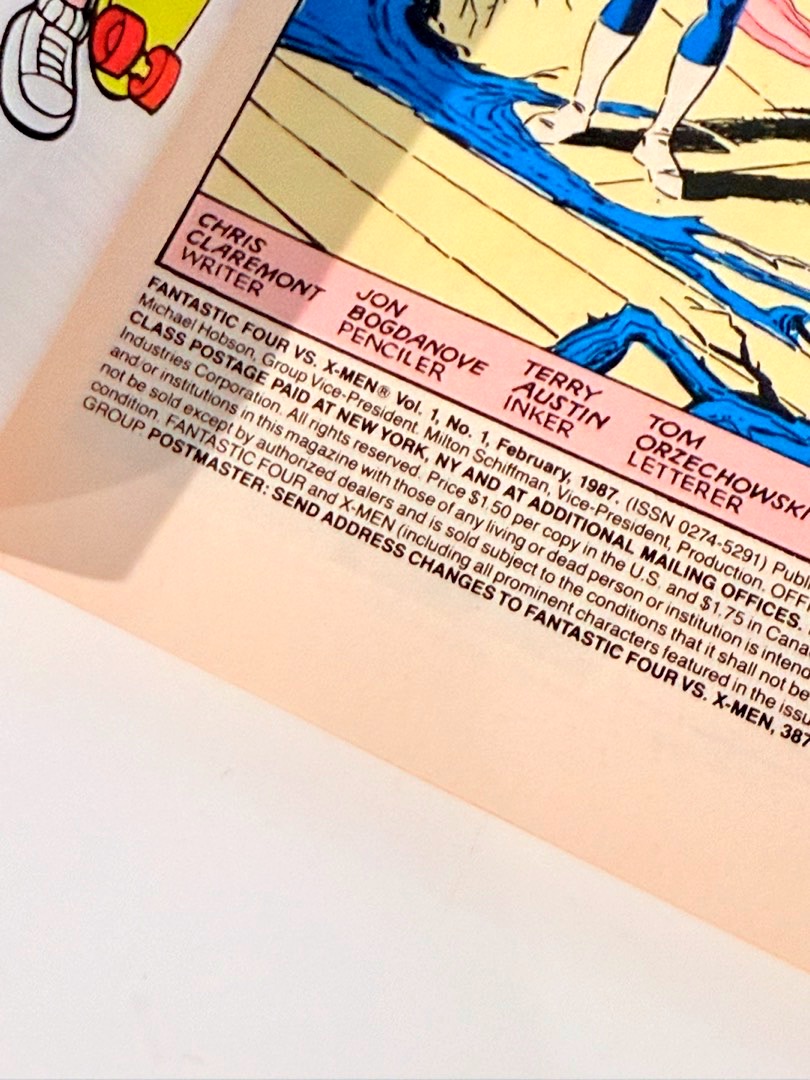 CHRIS
CLAREMONT
WRITER
JON
BOGDANOVE
PENCILER
TERRY
AUSTIN
INKER
TOM
ORZECHOWSKI
LETTERER
FANTASTIC FOUR VS. X-MEN® Vol. 1, No. 1, February, 1987. (ISSN 0274-5291) Publi
Michael Hobson, Group Vice-President. Milton Schiffman, Vice-President, Production. OFFI
CLASS POSTAGE PAID AT NEW YORK, NY AND AT ADDITIONAL MAILING OFFICES.
Industries Corporation. All rights reserved. Price $1.50 per copy in the U.S. and $1.75 in Cana
and/or institutions in this magazine with those of any living or dead person or institution is inten
not be sold except by authorized dealers and is sold subject to the conditions that it shall not be
condition. FANTASTIC FOUR and X-MEN (including all prominent characters featured in the issu
GROUP. POSTMASTER: SEND ADDRESS CHANGES TO FANTASTIC FOUR VS. X-MEN, 387